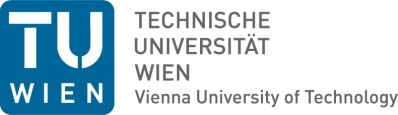 TU
WIEN
TECHNISCHE
UNIVERSITÄT
WIEN
Vienna University of Technology